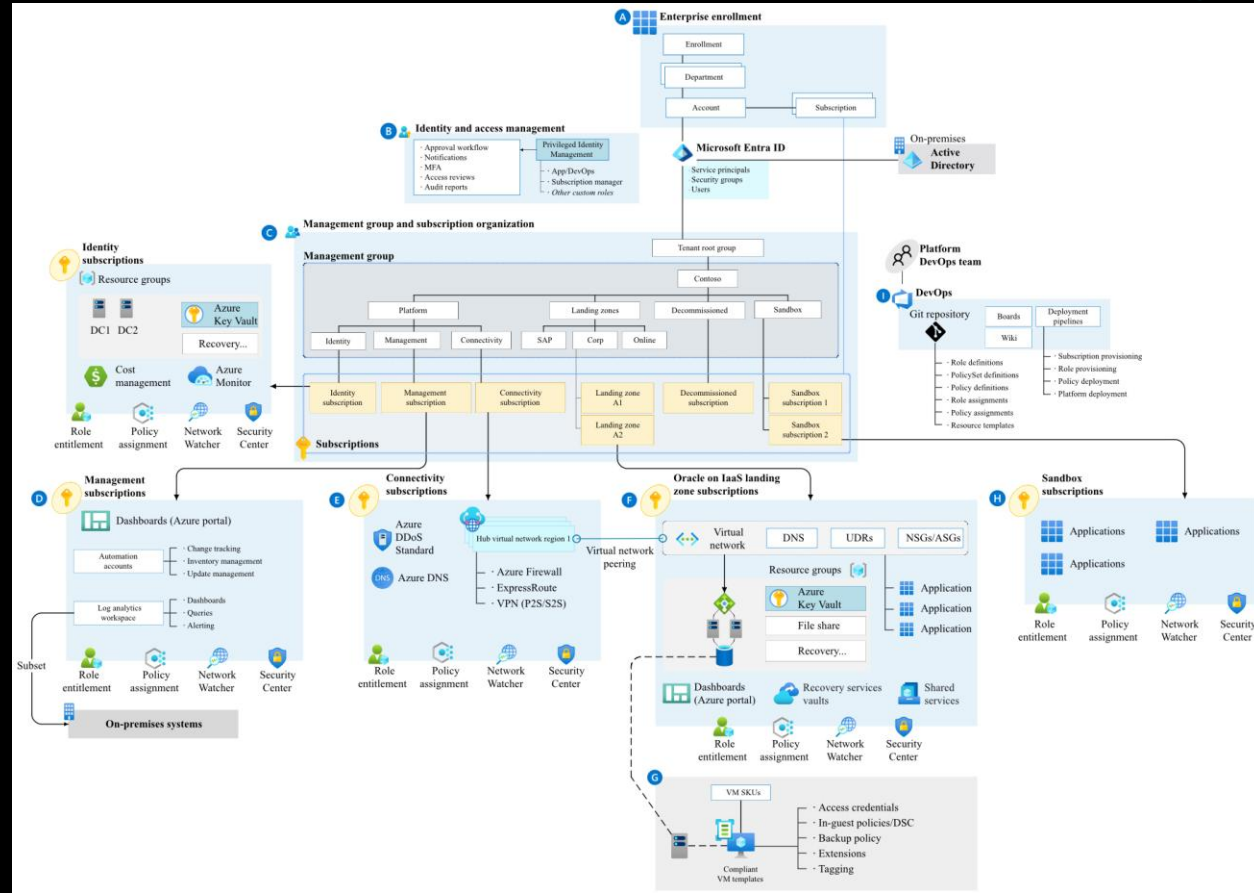 A
Enterprise enrollment
Enrollment
Department
Account
Subscription
B
Identity and access management
· Approval workflow
· Notifications
· MFA
· Access reviews
· Audit reports
Privileged Identity
Management
· App/DevOps
· Subscription manager
· Other custom roles
Microsoft Entra ID
Service principals
Security groups
Users
On-premises
Active
Directory
C
Management group and subscription organization
Management group
Tenant root group
Contoso
Platform
Landing zones
Decommissioned
Sandbox
Identity
Management
Connectivity
SAP
Corp
Online
Identity
subscription
Management
subscription
Connectivity
subscription
Landing zone
A1
Landing zone
A2
Decommissioned
subscription
Sandbox
subscription 1
Sandbox
subscription 2
Subscriptions
Identity
subscriptions
Resource groups
DC1
DC2
Azure
Key Vault
Recovery...
Cost
management
Azure
Monitor
Role
entitlement
Policy
assignment
Network
Watcher
Security
Center
Platform
DevOps team
I
DevOps
Git repository
Boards
Wiki
Deployment
pipelines
· Role definitions
· PolicySet definitions
· Policy definitions
· Role assignments
· Policy assignments
· Resource templates
· Subscription provisioning
· Role provisioning
· Policy deployment
· Platform deployment
D
Management
subscriptions
Dashboards (Azure portal)
Automation
accounts
· Change tracking
· Inventory management
· Update management
Log analytics
workspace
· Dashboards
· Queries
· Alerting
Subset
Role
entitlement
Policy
assignment
Network
Watcher
Security
Center
On-premises systems
E
Connectivity
subscriptions
Azure
DDoS
Standard
DNS
Azure DNS
Hub virtual network region 1
· Azure Firewall
· ExpressRoute
· VPN (P2S/S2S)
Role
entitlement
Policy
assignment
Network
Watcher
Security
Center
Virtual network
peering
F
Oracle on IaaS landing
zone subscriptions
Virtual
network
DNS
UDRs
NSGs/ASGs
Resource groups
Azure
Key Vault
File share
Recovery...
Application
Application
Application
Dashboards
(Azure portal)
Recovery services
vaults
Shared
services
Role
entitlement
Policy
assignment
Network
Watcher
Security
Center
H
Sandbox
subscriptions
Applications
Applications
Applications
Role
entitlement
Policy
assignment
Network
Watcher
Security
Center
G
VM SKUs
Compliant
VM templates
· Access credentials
· In-guest policies/DSC
· Backup policy
· Extensions
· Tagging